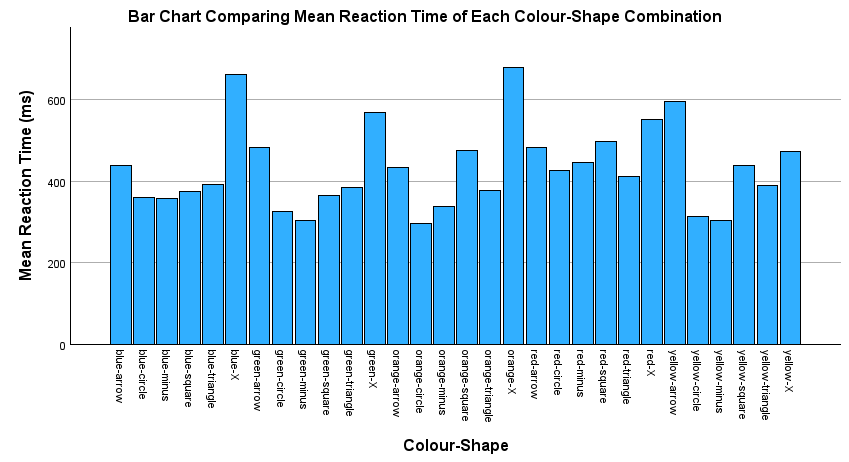 Bar Chart Comparing Mean Reaction Time of Each Colour-Shape Combination
Mean Reaction Time (ms)
600
400
200
0
blue-arrow
blue-circle
blue-minus
blue-square
blue-triangle
blue-X
green-arrow
green-circle
green-minus
green-square
green-triangle
green-X
orange-arrow
orange-circle
orange-minus
orange-square
orange-triangle
orange-X
red-arrow
red-circle
red-minus
red-square
red-triangle
red-X
yellow-arrow
yellow-circle
yellow-minus
yellow-square
yellow-triangle
yellow-X
Colour-Shape